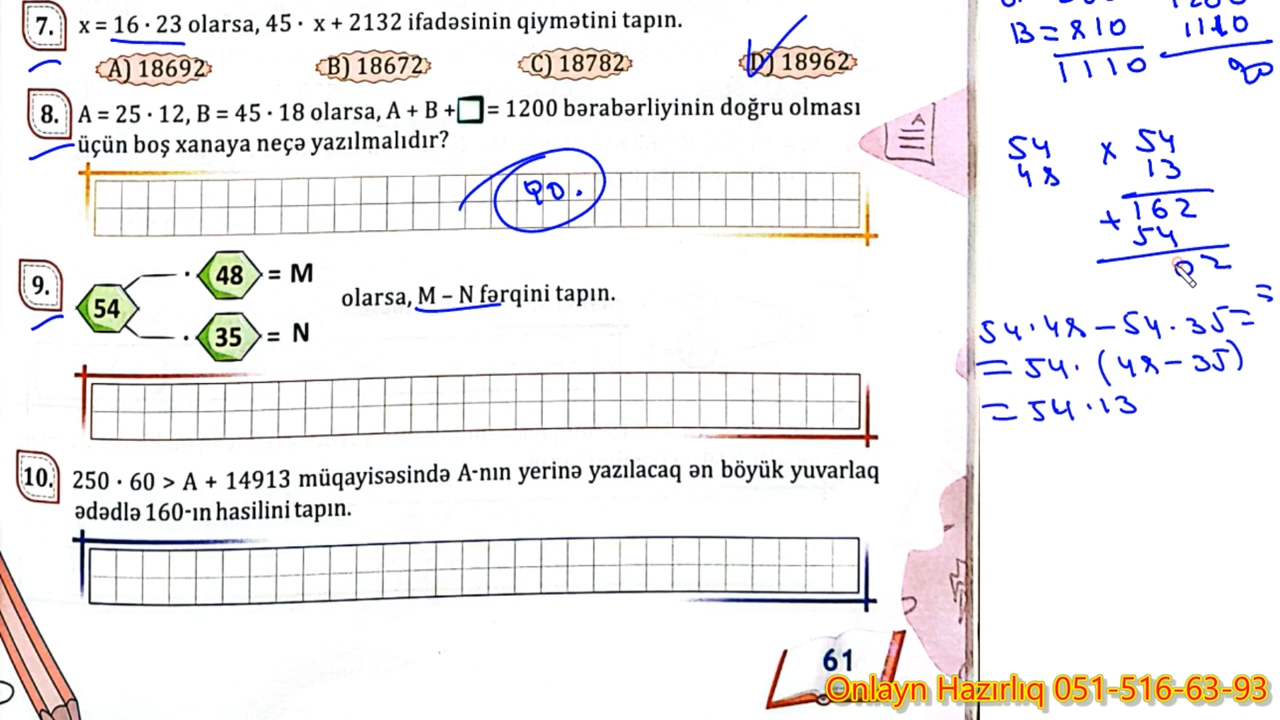 7. x = 16 · 23 olarsa, 45 · x + 2132 ifadəsinin qiymətini tapın.
A) 18692 B) 18672 C) 18782 D) 18962
8. A = 25 · 12, B = 45 · 18 olarsa, A + B + □ = 1200 bərabərliyinin doğru olması
üçün boş xanaya neçə yazılmalıdır?
90.
9. 54 · 48 = M
· 35 = N
olarsa, M – N fərqini tapın.
10. 250 · 60 > A + 14913 müqayisəsində A-nın yerinə yazılacaq ən böyük yuvarlaq
ədədlə 160-ın hasilini tapın.
61
B = 810
1110
1110
90
A
54
48
x 54
13
+ 162
54
02
54 · 48 – 54 · 35 = =
= 54 · (48 – 35)
= 54 · 13
Onlayn Hazırlıq 051-516-63-93